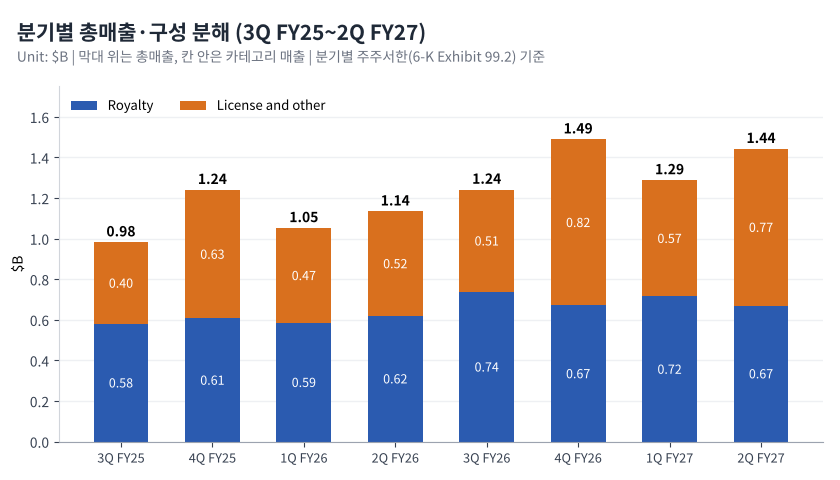 분기별 총매출·구성 분해 (3Q FY25~2Q FY27)
Unit: $B | 막대 위는 총매출, 칸 안은 카테고리 매출 | 분기별 주주서한(6-K Exhibit 99.2) 기준
Royalty License and other
$B
1.6
1.4
1.2
1.0
0.8
0.6
0.4
0.2
0.0
0.98 1.24 1.05 1.14 1.24 1.49 1.29 1.44
0.40 0.63 0.47 0.52 0.51 0.82 0.57 0.77
0.58 0.61 0.59 0.62 0.74 0.67 0.72 0.67
3Q FY25 4Q FY25 1Q FY26 2Q FY26 3Q FY26 4Q FY26 1Q FY27 2Q FY27